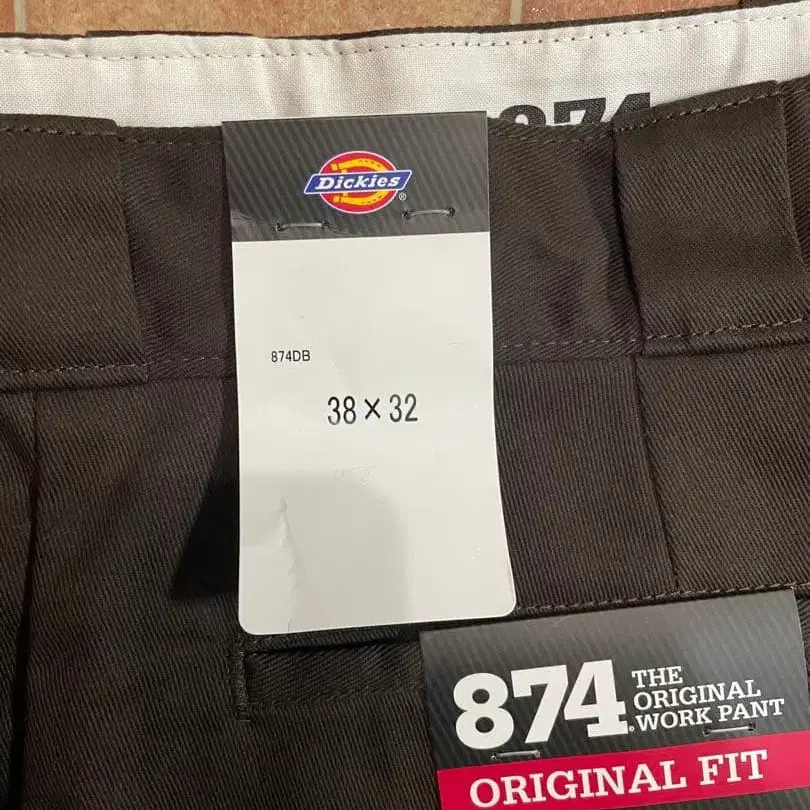 874
Dickies
®
874DB
38×32
874
THE
ORIGINAL
WORK PANT
ORIGINAL FIT